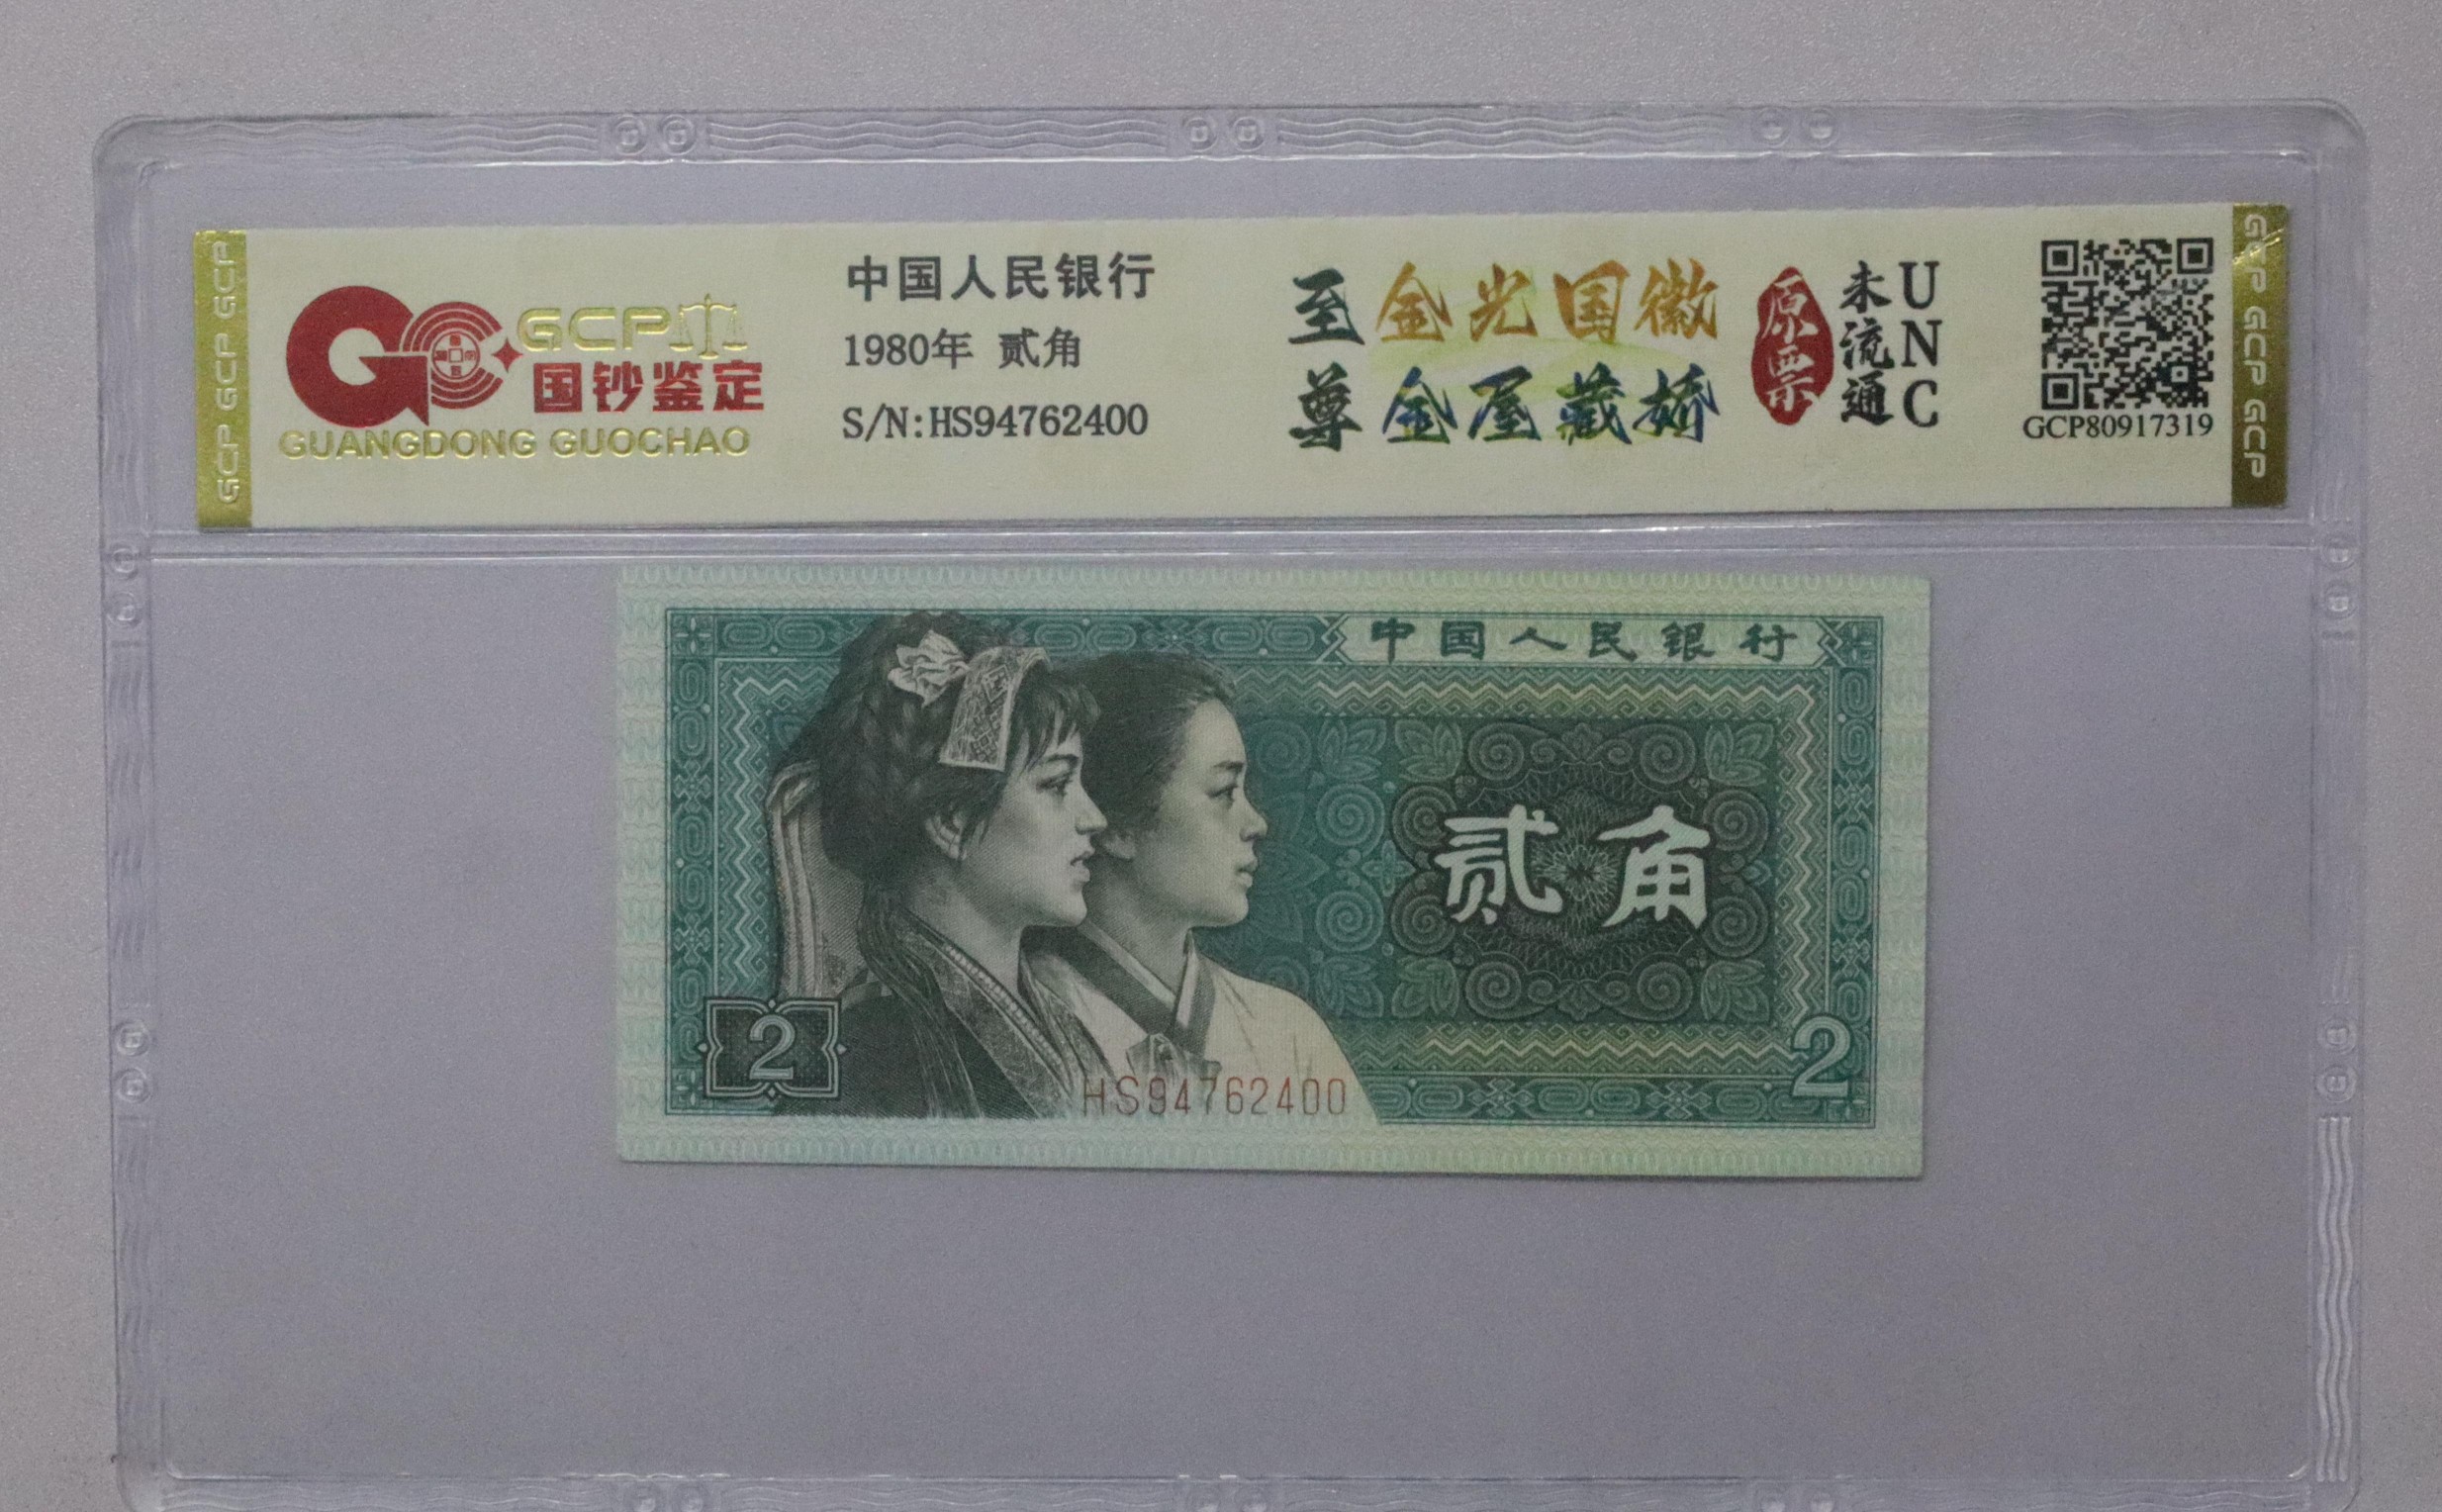 GCP GCP GCP
GCP
国钞鉴定
GUANGDONG GUOCHAO
中国人民银行
1980年 贰角
S/N:HS94762400
至尊
金光国徽
金屋藏娇
原票
未流通
UNC
GCP80917319
GCP GCP GCP
中国人民银行
贰角
2
HS94762400
2